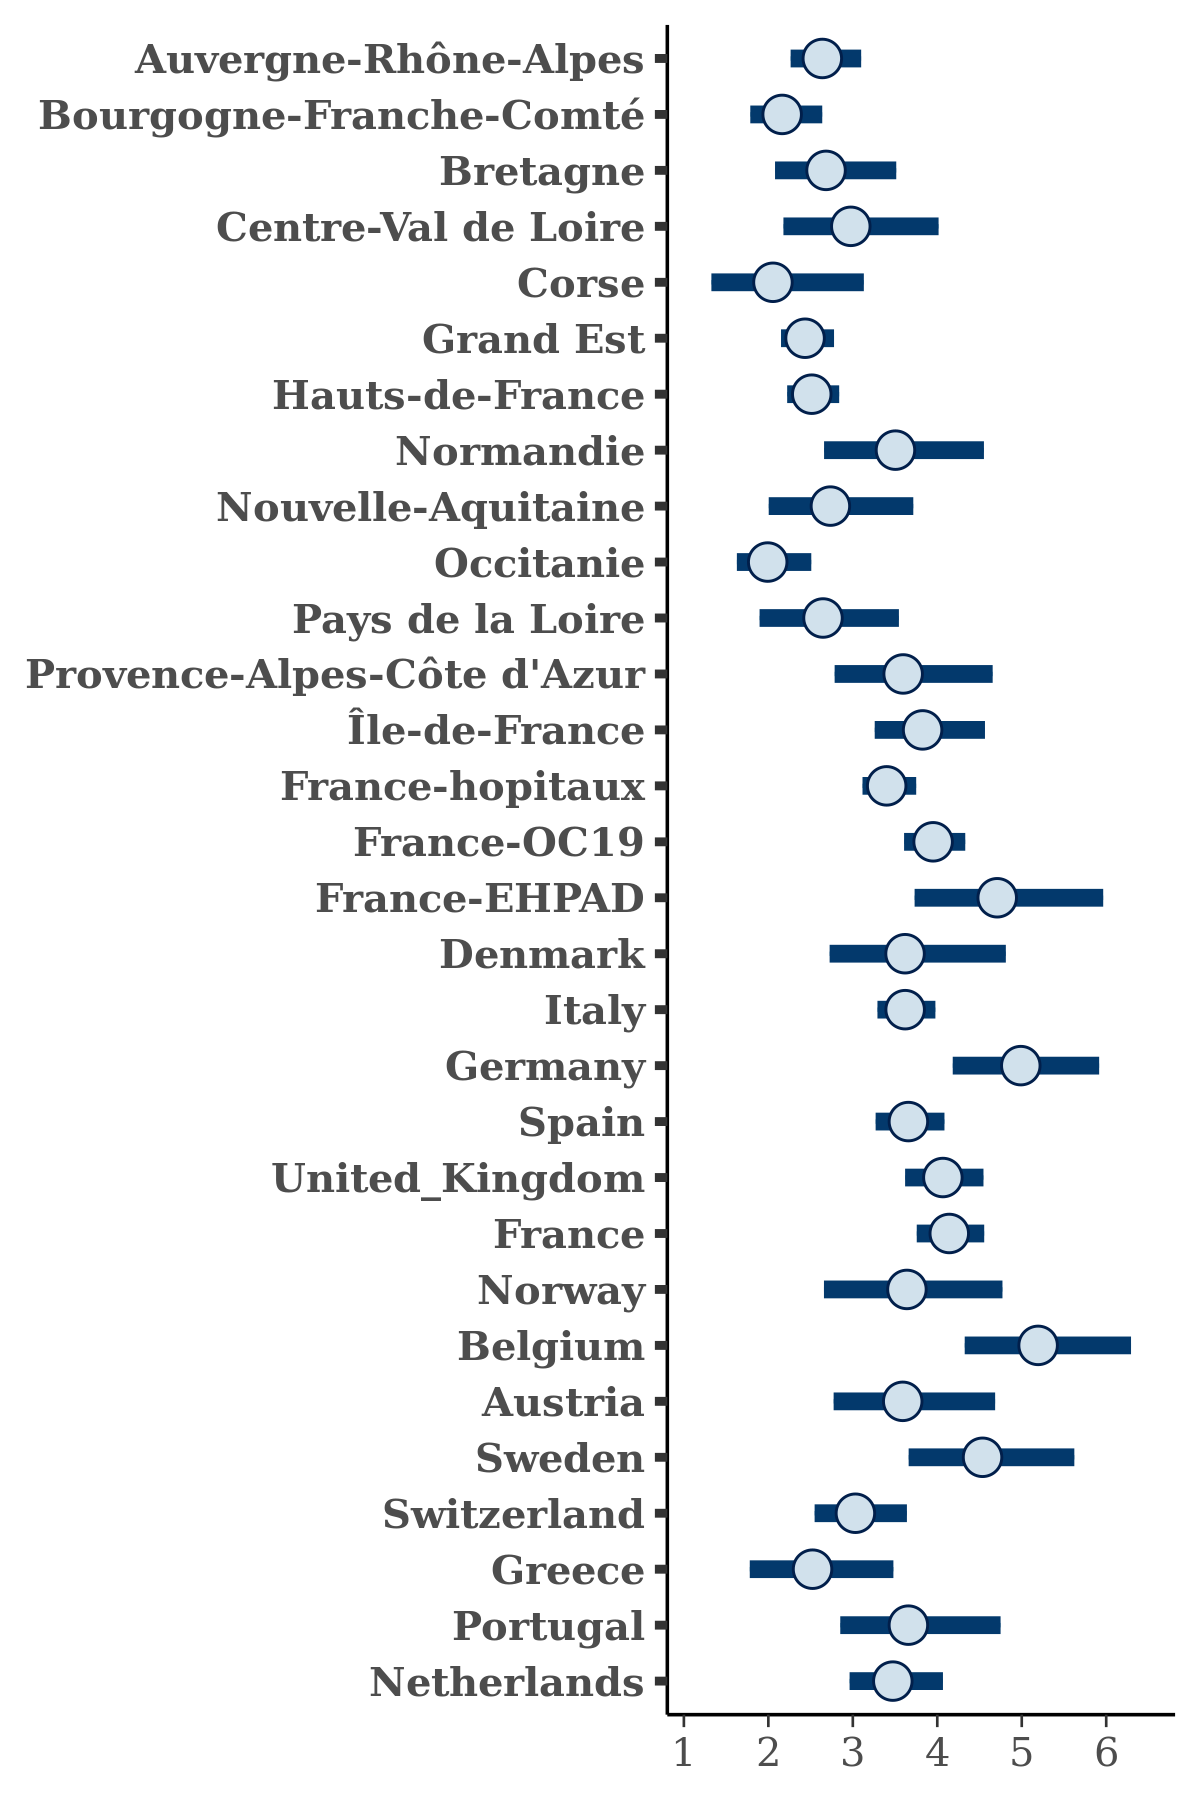 Auvergne-Rhône-Alpes
Bourgogne-Franche-Comté
Bretagne
Centre-Val de Loire
Corse
Grand Est
Hauts-de-France
Normandie
Nouvelle-Aquitaine
Occitanie
Pays de la Loire
Provence-Alpes-Côte d'Azur
Île-de-France
France-hopitaux
France-OC19
France-EHPAD
Denmark
Italy
Germany
Spain
United_Kingdom
France
Norway
Belgium
Austria
Sweden
Switzerland
Greece
Portugal
Netherlands
1 2 3 4 5 6